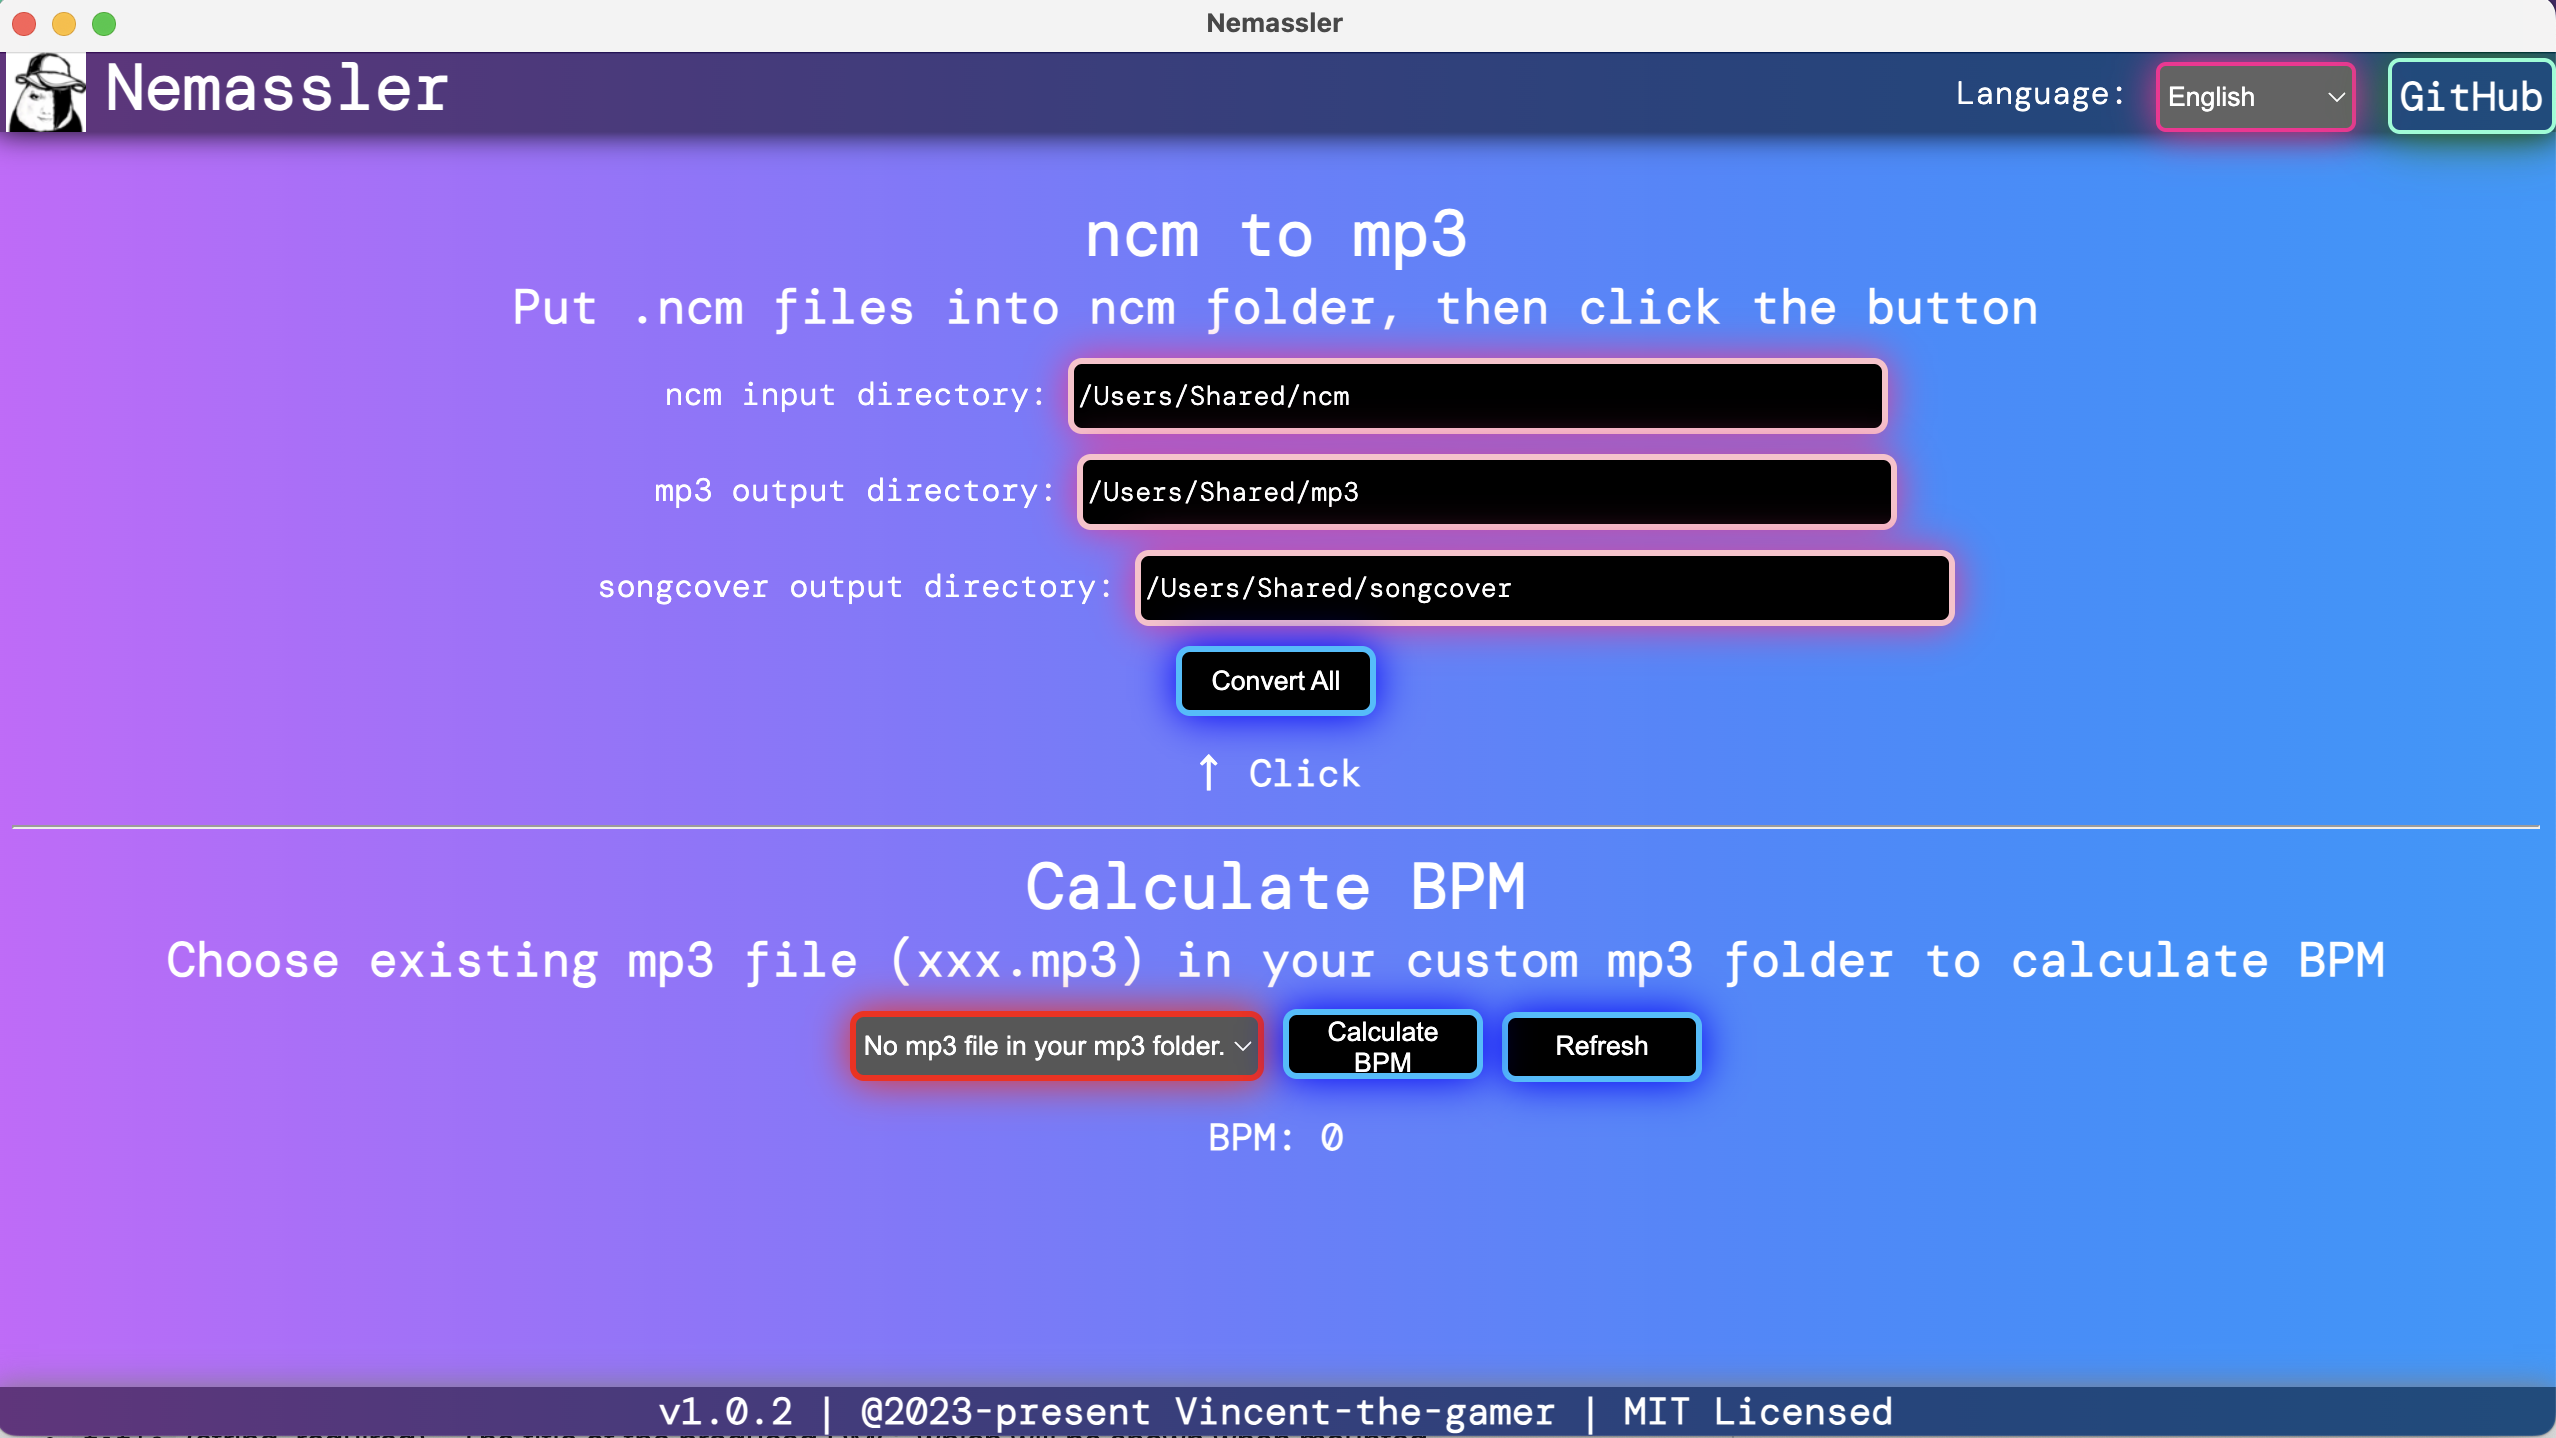 Nemassler
Nemassler
Language: English GitHub
ncm to mp3
Put .ncm files into ncm folder, then click the button
ncm input directory: /Users/Shared/ncm
mp3 output directory: /Users/Shared/mp3
songcover output directory: /Users/Shared/songcover
Convert All
↑ Click
Calculate BPM
Choose existing mp3 file (xxx.mp3) in your custom mp3 folder to calculate BPM
No mp3 file in your mp3 folder.
Calculate
BPM
Refresh
BPM: 0
v1.0.2 | @2023-present Vincent-the-gamer | MIT Licensed